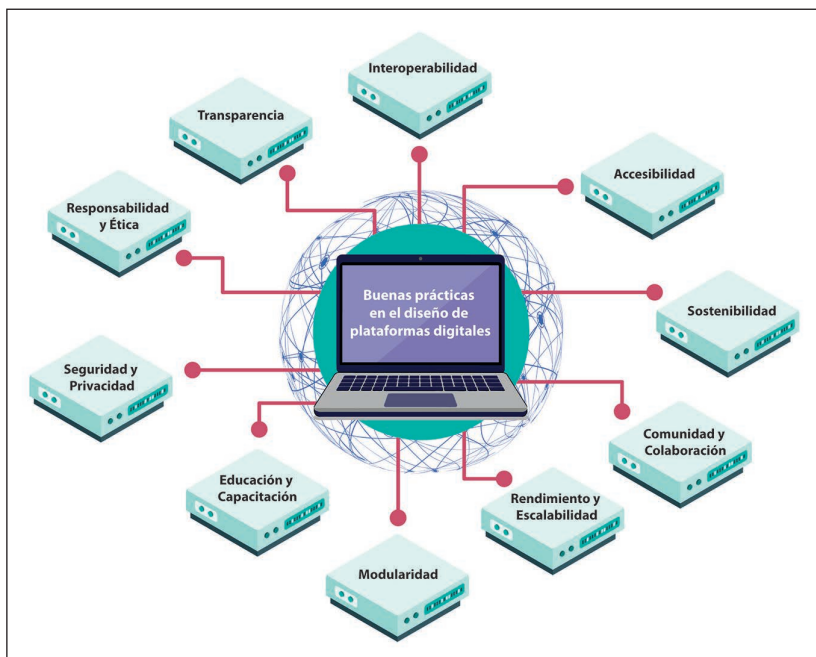 Interoperabilidad
Transparencia
Accesibilidad
Responsabilidad
y Ética
Buenas prácticas
en el diseño de
plataformas digitales
Sostenibilidad
Seguridad y
Privacidad
Comunidad y
Colaboración
Educación y
Capacitación
Rendimiento y
Escalabilidad
Modularidad